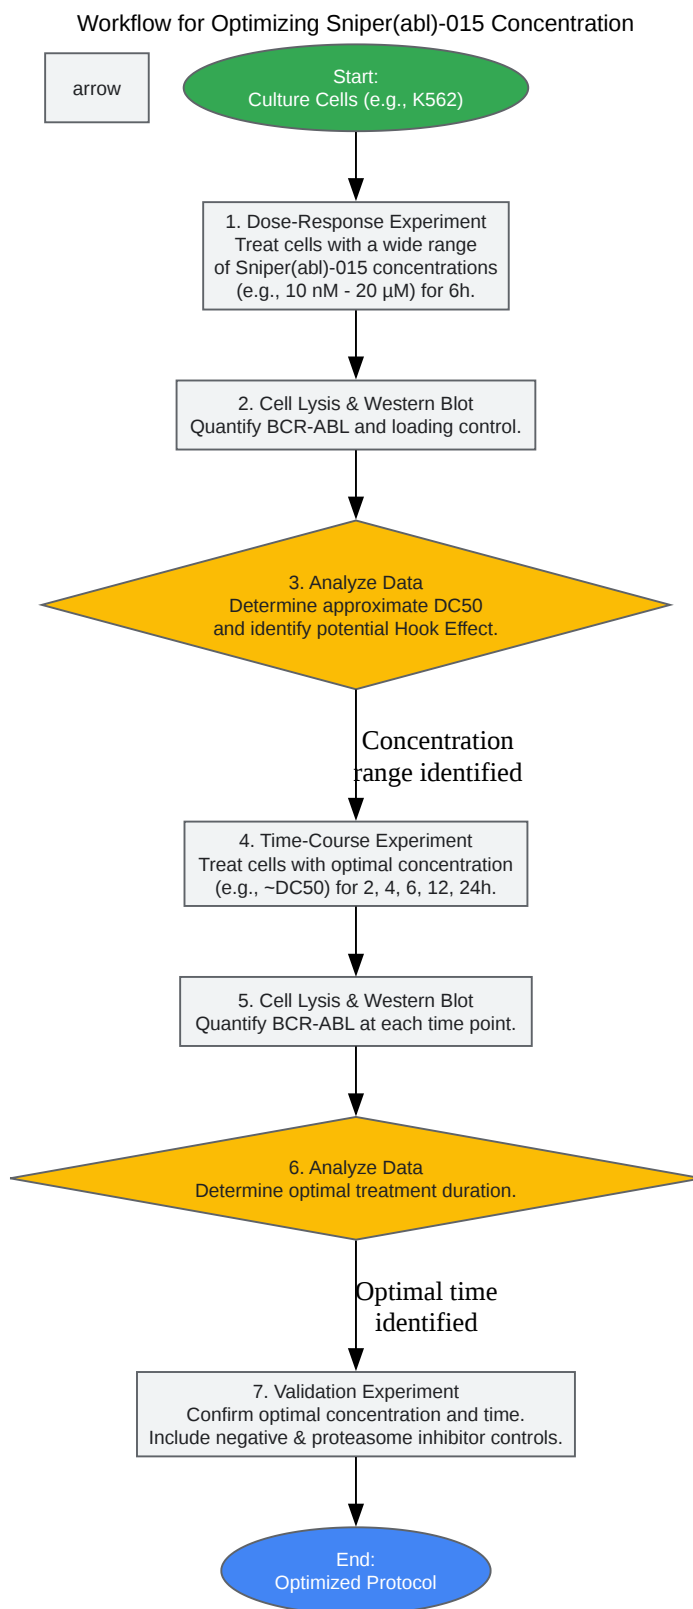 Workflow for Optimizing Sniper(abl)-015 Concentration
arrow
Start:
Culture Cells (e.g., K562)
1. Dose-Response Experiment
Treat cells with a wide range
of Sniper(abl)-015 concentrations
(e.g., 10 nM - 20 µM) for 6h.
2. Cell Lysis & Western Blot
Quantify BCR-ABL and loading control.
3. Analyze Data
Determine approximate DC50
and identify potential Hook Effect.
Concentration
range identified
4. Time-Course Experiment
Treat cells with optimal concentration
(e.g., ~DC50) for 2, 4, 6, 12, 24h.
5. Cell Lysis & Western Blot
Quantify BCR-ABL at each time point.
6. Analyze Data
Determine optimal treatment duration.
Optimal time
identified
7. Validation Experiment
Confirm optimal concentration and time.
Include negative & proteasome inhibitor controls.
End:
Optimized Protocol